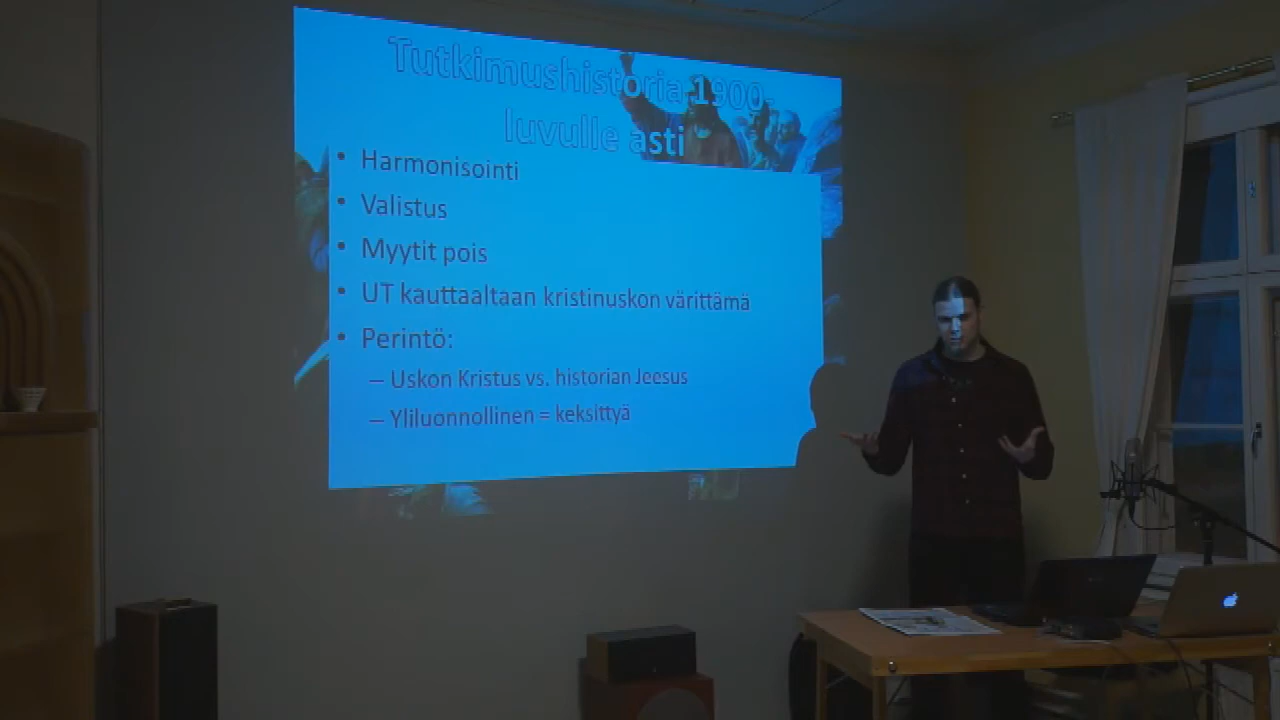 Tutkimushistoria 1900-
luvulle asti
• Harmonisointi
• Valistus
• Myytit pois
• UT kauttaaltaan kristinuskon värittämä
• Perintö:
– Uskon Kristus vs. historian Jeesus
– Yliluonnollinen = keksittyä